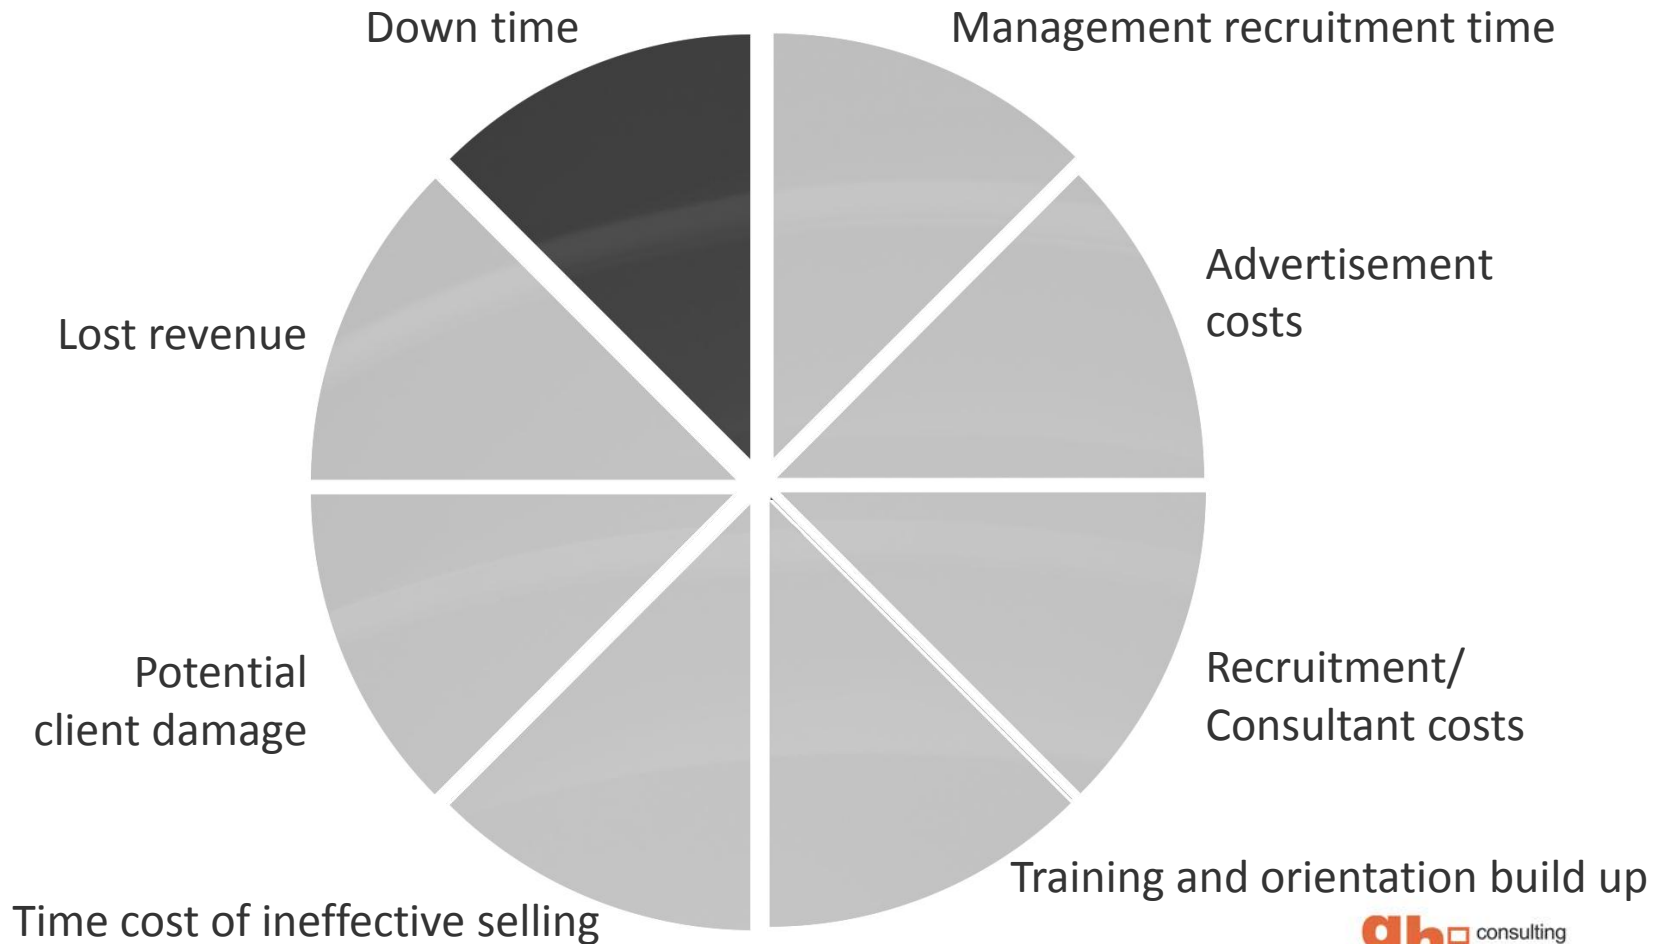 Down time
Management recruitment time
Advertisement
costs
Lost revenue
Potential
client damage
Recruitment/
Consultant costs
Training and orientation build up
Time cost of ineffective selling
consulting